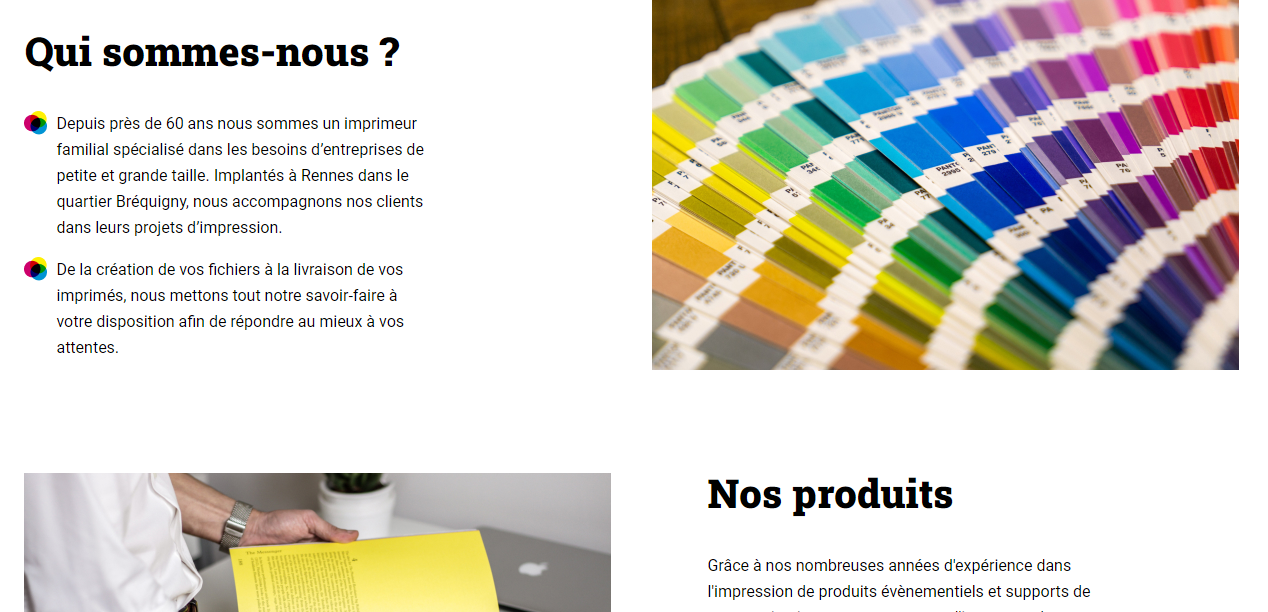 Qui sommes-nous ?
Depuis près de 60 ans nous sommes un imprimeur
familial spécialisé dans les besoins d’entreprises de
petite et grande taille. Implantés à Rennes dans le
quartier Bréquigny, nous accompagnons nos clients
dans leurs projets d’impression.
De la création de vos fichiers à la livraison de vos
imprimés, nous mettons tout notre savoir-faire à
votre disposition afin de répondre au mieux à vos
attentes.
Nos produits
Grâce à nos nombreuses années d'expérience dans
l'impression de produits évènementiels et supports de